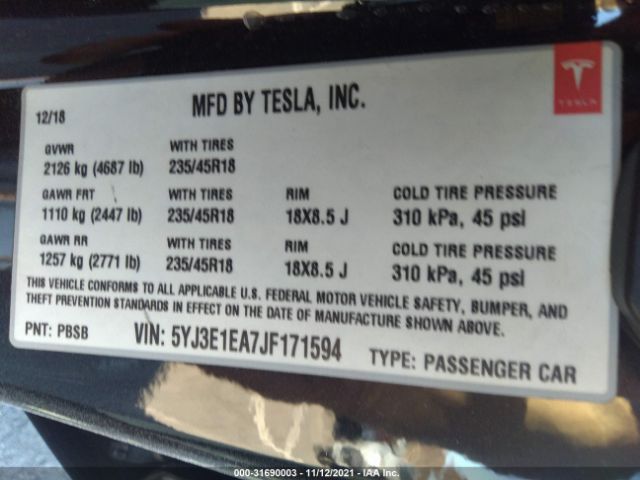 MFD BY TESLA, INC.
TESLA
12/18
GVWR WITH TIRES
2126 kg (4687 lb) 235/45R18
GAWR FRT WITH TIRES RIM COLD TIRE PRESSURE
1110 kg (2447 lb) 235/45R18 18X8.5 J 310 kPa, 45 psi
GAWR RR WITH TIRES RIM COLD TIRE PRESSURE
1257 kg (2771 lb) 235/45R18 18X8.5 J 310 kPa, 45 psi
THIS VEHICLE CONFORMS TO ALL APPLICABLE U.S. FEDERAL MOTOR VEHICLE SAFETY, BUMPER, AND
THEFT PREVENTION STANDARDS IN EFFECT ON THE DATE OF MANUFACTURE SHOWN ABOVE.
PNT: PBSB VIN: 5YJ3E1EA7JF171594 TYPE: PASSENGER CAR
000-31690003 - 11/12/2021 - IAA Inc.